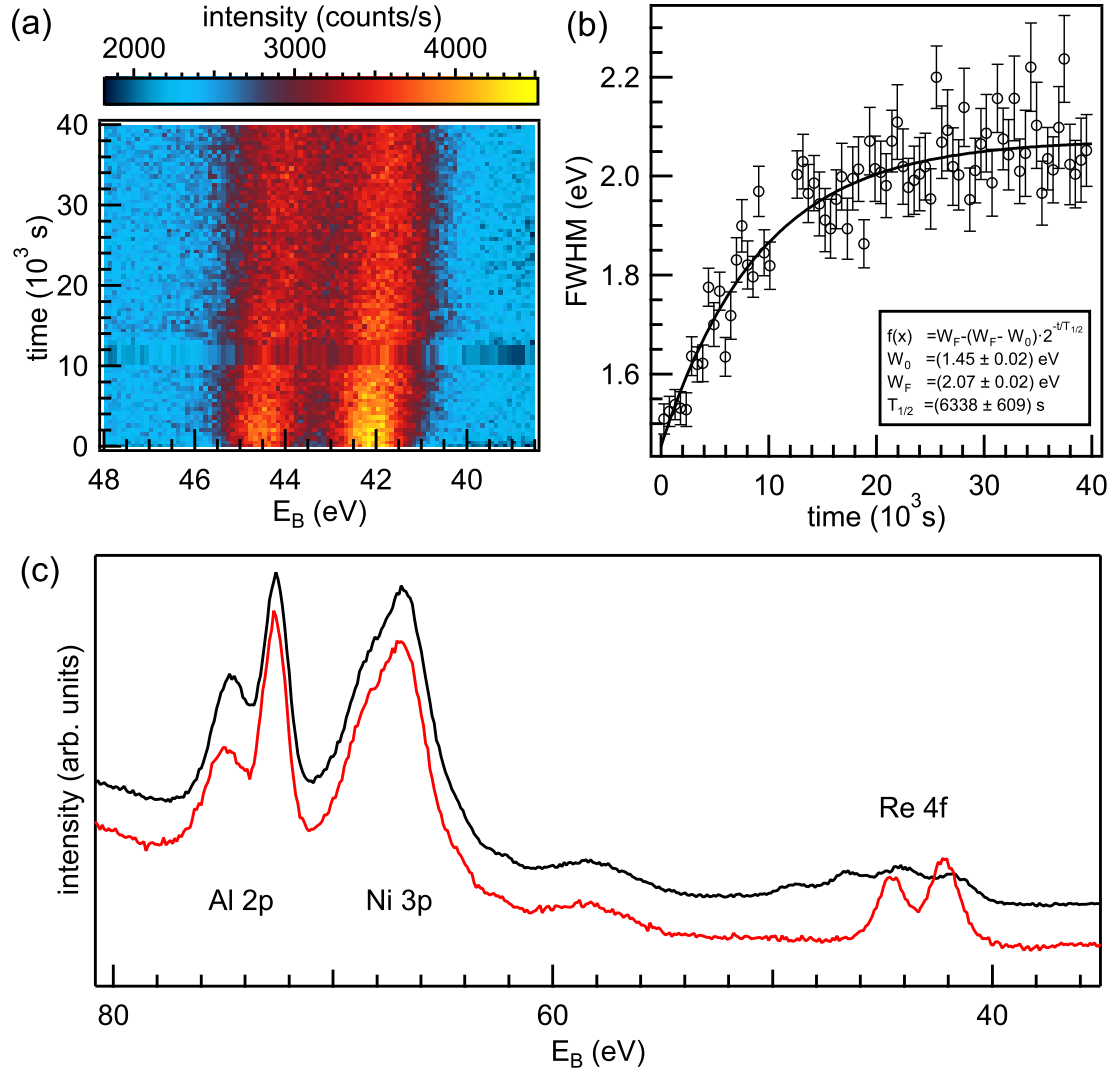 (a)
intensity (counts/s)
2000 3000 4000
40
30
20
10
0
time (10³ s)
48 46 44 42 40
E_B (eV)
(b)
2.2
2.0
1.8
1.6
FWHM (eV)
f(x) =W_F-(W_F- W_0)·2^-t/T_1/2
W_0 =(1.45 ± 0.02) eV
W_F =(2.07 ± 0.02) eV
T_1/2 =(6338 ± 609) s
0 10 20 30 40
time (10³s)
(c)
intensity (arb. units)
Al 2p
Ni 3p
Re 4f
80 60 40
E_B (eV)